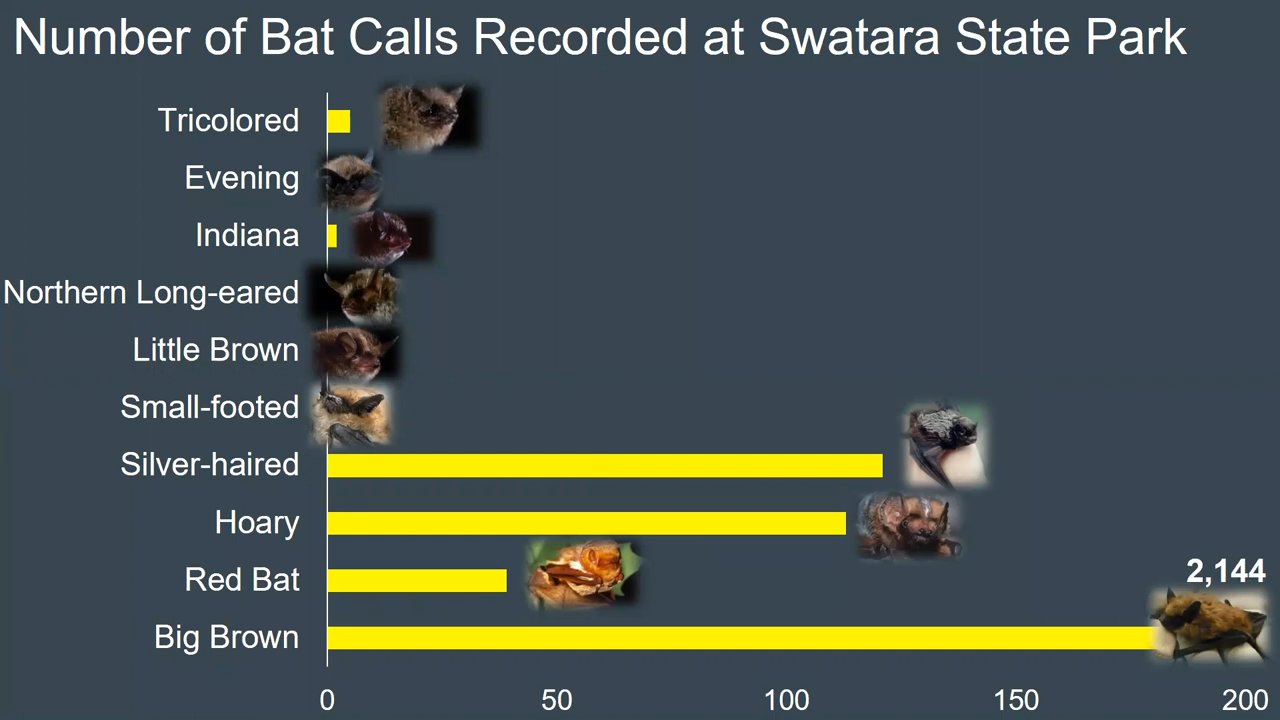 Number of Bat Calls Recorded at Swatara State Park
Tricolored
Evening
Indiana
Northern Long-eared
Little Brown
Small-footed
Silver-haired
Hoary
Red Bat
2,144
Big Brown
0 50 100 150 200